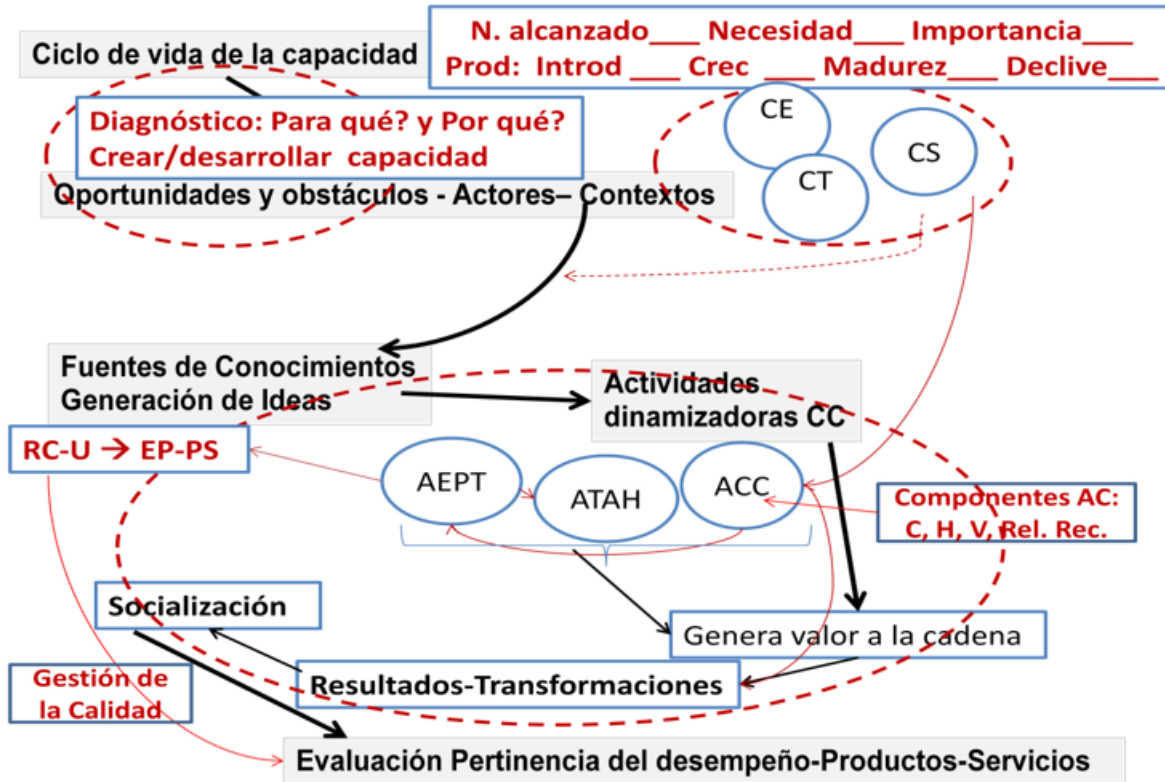 N. alcanzado___ Necesidad___ Importancia___
Prod: Introd ___ Crec ___ Madurez___ Declive___
Ciclo de vida de la capacidad
Diagnóstico: Para qué? y Por qué?
Crear/desarrollar capacidad
Oportunidades y obstáculos - Actores– Contextos
CE
CS
CT
Fuentes de Conocimientos
Generación de Ideas
Actividades
dinamizadoras CC
RC-U → EP-PS
AEPT
ATAH
ACC
Componentes AC:
C, H, V, Rel. Rec.
Socialización
Genera valor a la cadena
Resultados-Transformaciones
Gestión de
la Calidad
Evaluación Pertinencia del desempeño-Productos-Servicios